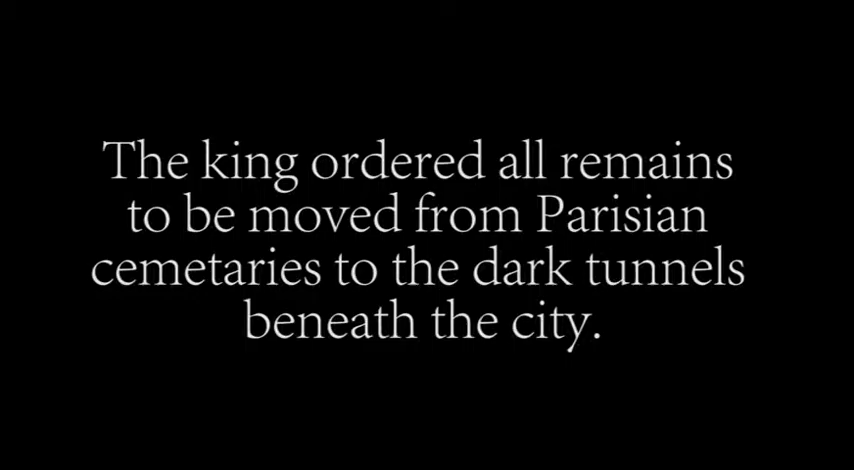 The king ordered all remains
to be moved from Parisian
cemetaries to the dark tunnels
beneath the city.